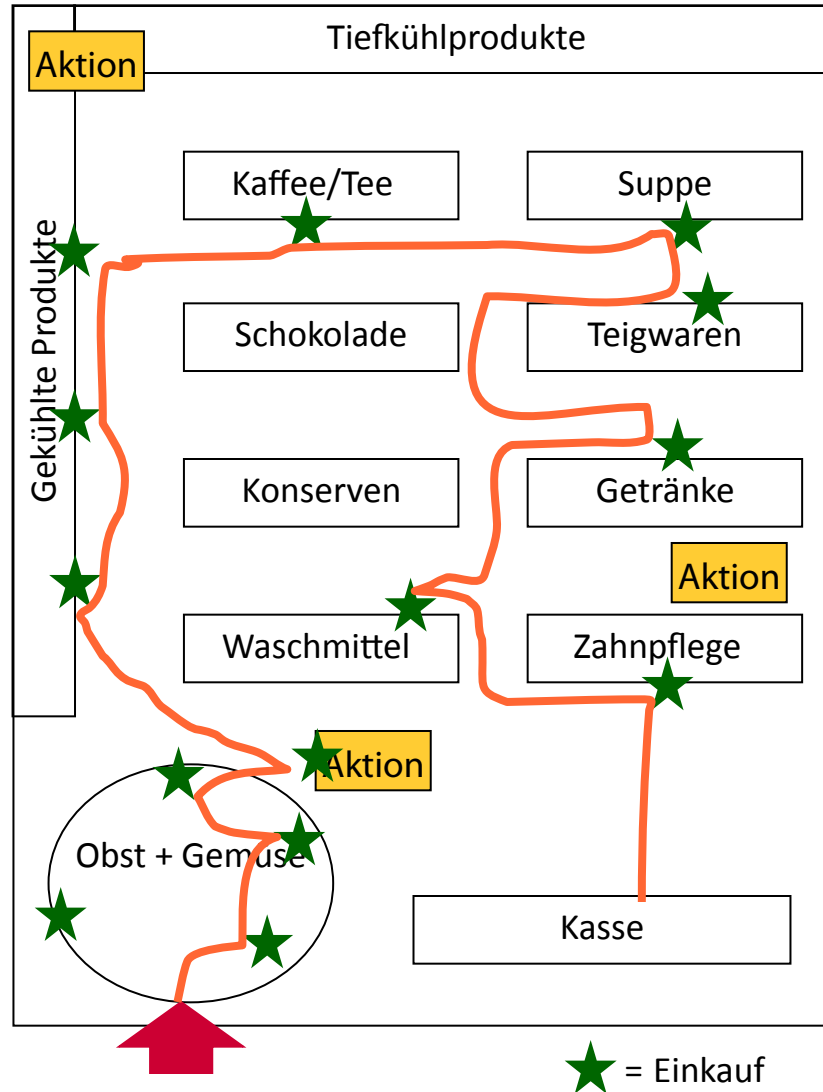 Tiefkühlprodukte
Aktion
Kaffee/Tee
Suppe
Gekühlte Produkte
Schokolade
Teigwaren
Konserven
Getränke
Aktion
Waschmittel
Zahnpflege
Aktion
Obst + Gemüse
Kasse
= Einkauf